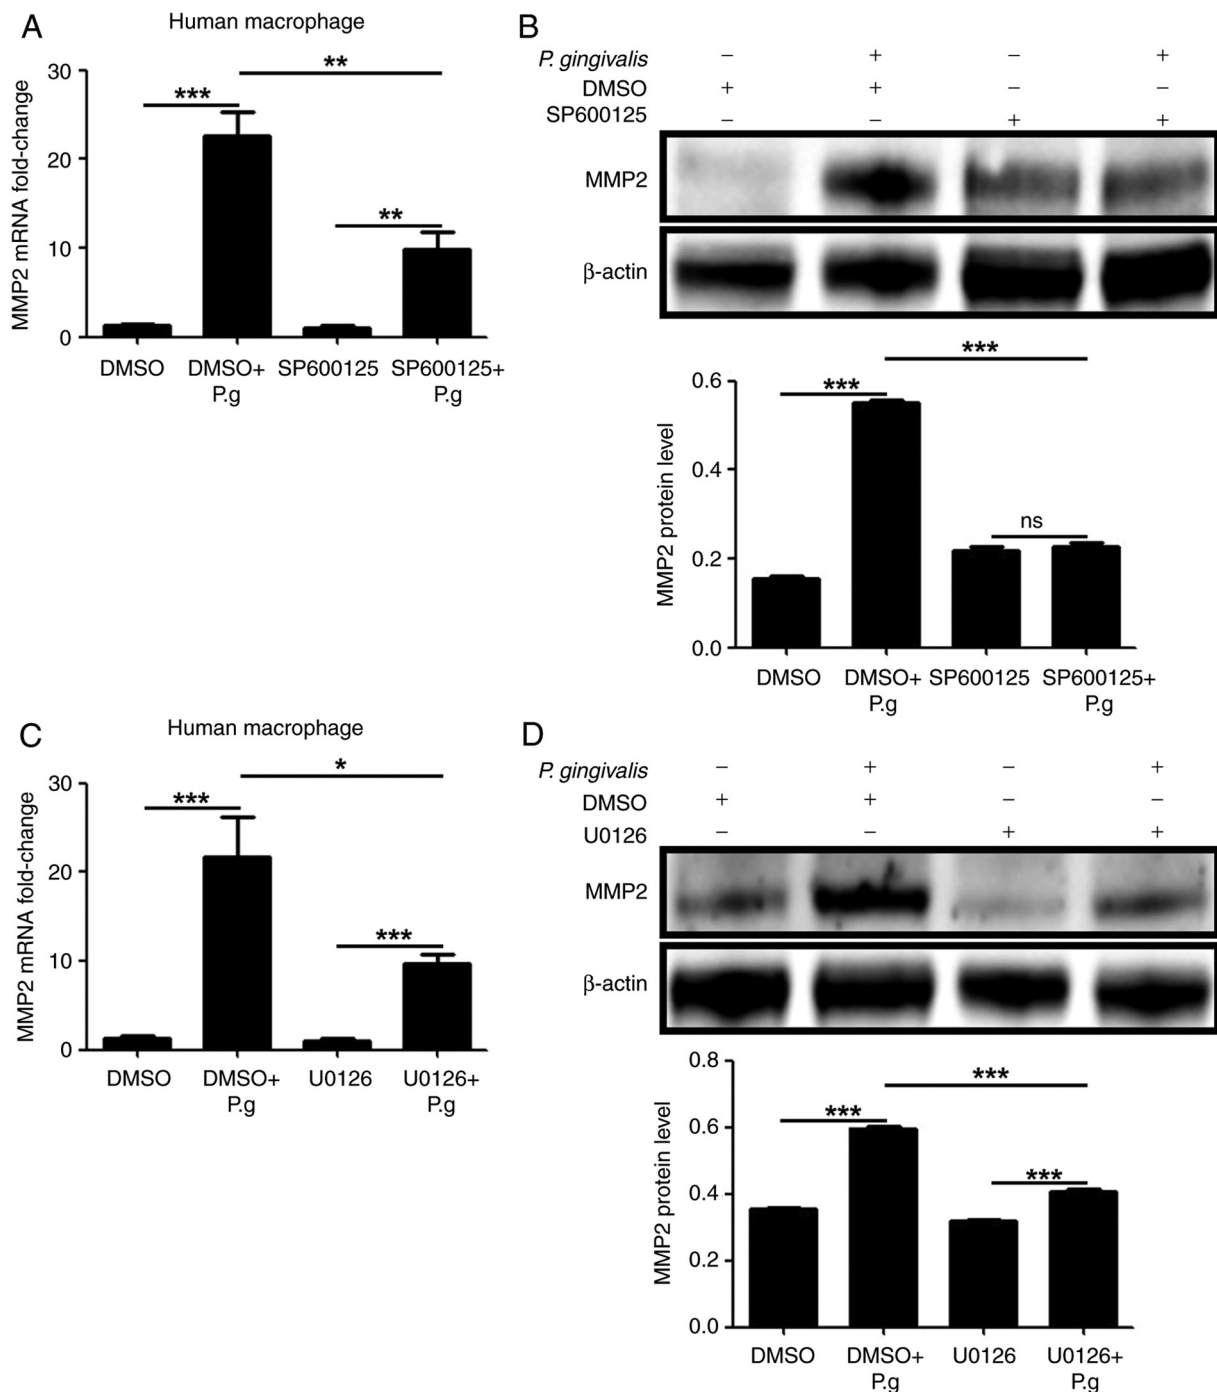 A
Human macrophage
MMP2 mRNA fold-change
30
20
10
0
***
**
**
DMSO DMSO+ SP600125 SP600125+
P.g P.g
B
P. gingivalis − + − +
DMSO + + − −
SP600125 − − + +
MMP2
β-actin
MMP2 protein level
0.6
0.4
0.2
0.0
***
***
ns
DMSO DMSO+ SP600125 SP600125+
P.g P.g
C
Human macrophage
MMP2 mRNA fold-change
30
20
10
0
*
***
***
DMSO DMSO+ U0126 U0126+
P.g P.g
D
P. gingivalis − + − +
DMSO + + − −
U0126 − − + +
MMP2
β-actin
MMP2 protein level
0.8
0.6
0.4
0.2
0.0
***
***
***
DMSO DMSO+ U0126 U0126+
P.g P.g